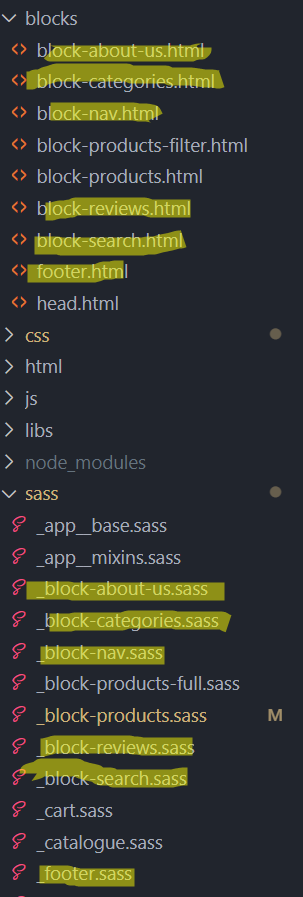 blocks
block-about-us.html
block-categories.html
block-nav.html
block-products-filter.html
block-products.html
block-reviews.html
block-search.html
footer.html
head.html
css
html
js
libs
node_modules
sass
_app__base.sass
_app__mixins.sass
_block-about-us.sass
_block-categories.sass
_block-nav.sass
_block-products-full.sass
_block-products.sass M
_block-reviews.sass
_block-search.sass
_cart.sass
_catalogue.sass
_footer.sass